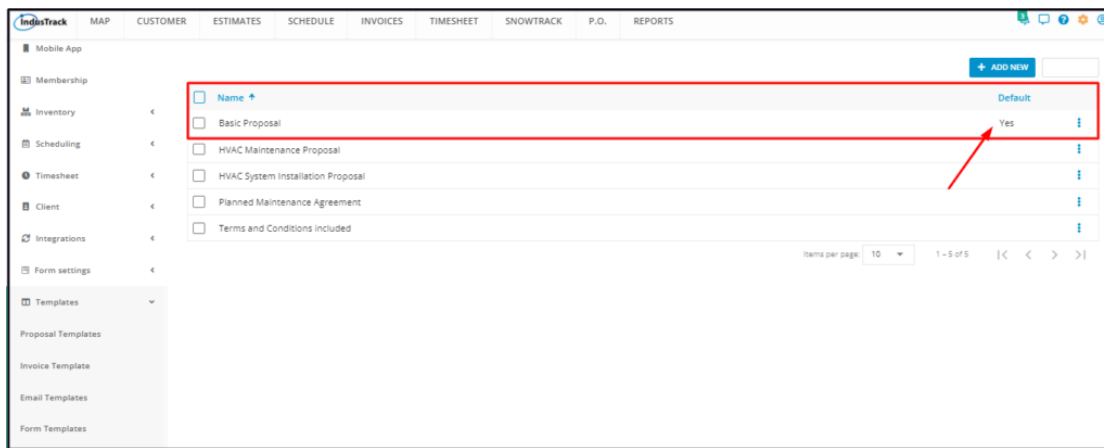 IndusTrack MAP CUSTOMER ESTIMATES SCHEDULE INVOICES TIMESHEET SNOWTRACK P.O. REPORTS
Mobile App
Membership
Inventory
Scheduling
Timesheet
Client
Integrations
Form settings
Templates
Proposal Templates
Invoice Template
Email Templates
Form Templates
+ ADD NEW
Name Default
Basic Proposal Yes
HVAC Maintenance Proposal
HVAC System Installation Proposal
Planned Maintenance Agreement
Terms and Conditions included
Items per page: 10 1 – 5 of 5